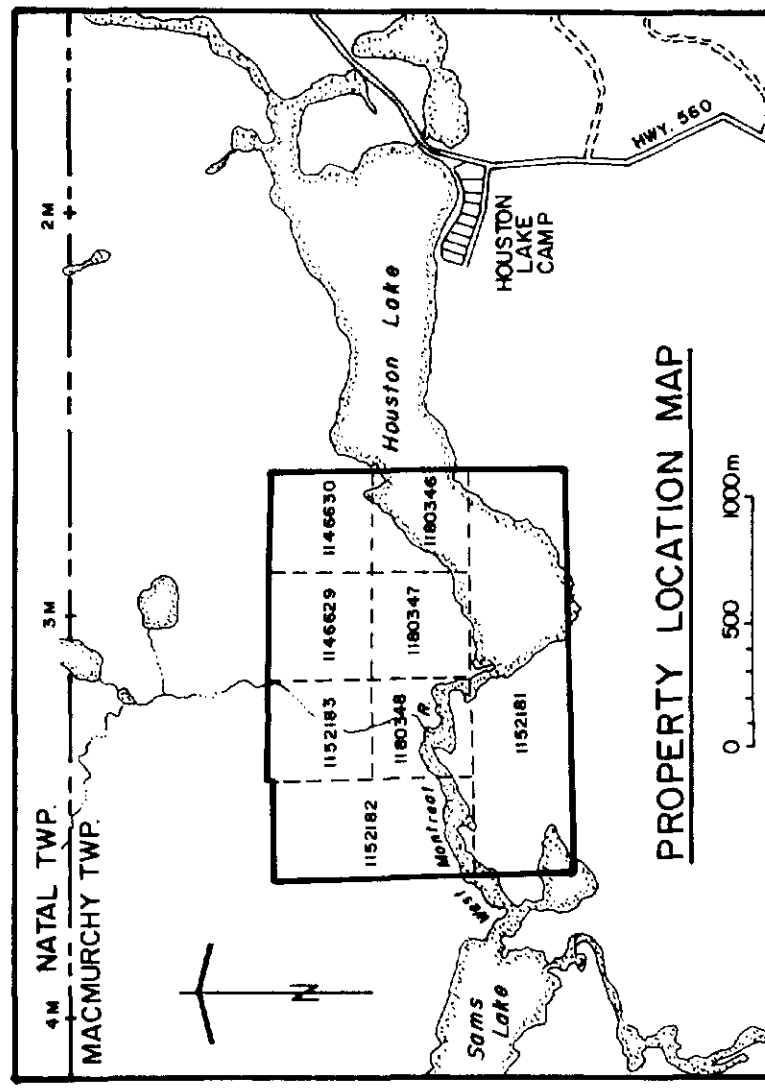 4M
3M
2M
NATAL TWP.
MACMURCHY TWP.
N
1152182
1152183
1146629
1146630
1180348
1180347
1180346
1152181
West Montreal R.
Sams
Lake
Houston Lake
HOUSTON
LAKE
CAMP
HWY. 560
PROPERTY LOCATION MAP
0 500 1000m